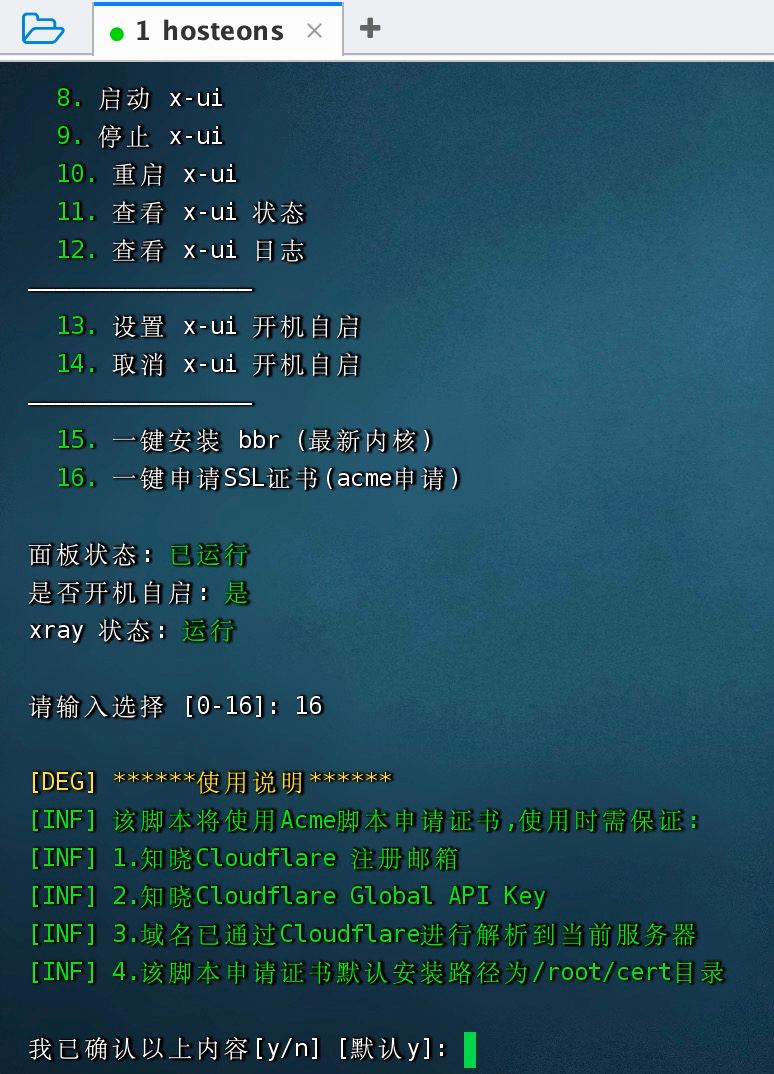 1 hosteons
8. 启动 x-ui
9. 停止 x-ui
10. 重启 x-ui
11. 查看 x-ui 状态
12. 查看 x-ui 日志
————————————————
13. 设置 x-ui 开机自启
14. 取消 x-ui 开机自启
————————————————
15. 一键安装 bbr (最新内核)
16. 一键申请SSL证书(acme申请)
面板状态: 已运行
是否开机自启: 是
xray 状态: 运行
请输入选择 [0-16]: 16
[DEG] ******使用说明******
[INF] 该脚本将使用Acme脚本申请证书,使用时需保证:
[INF] 1.知晓Cloudflare 注册邮箱
[INF] 2.知晓Cloudflare Global API Key
[INF] 3.域名已通过Cloudflare进行解析到当前服务器
[INF] 4.该脚本申请证书默认安装路径为/root/cert目录
我已确认以上内容[y/n] [默认y]: